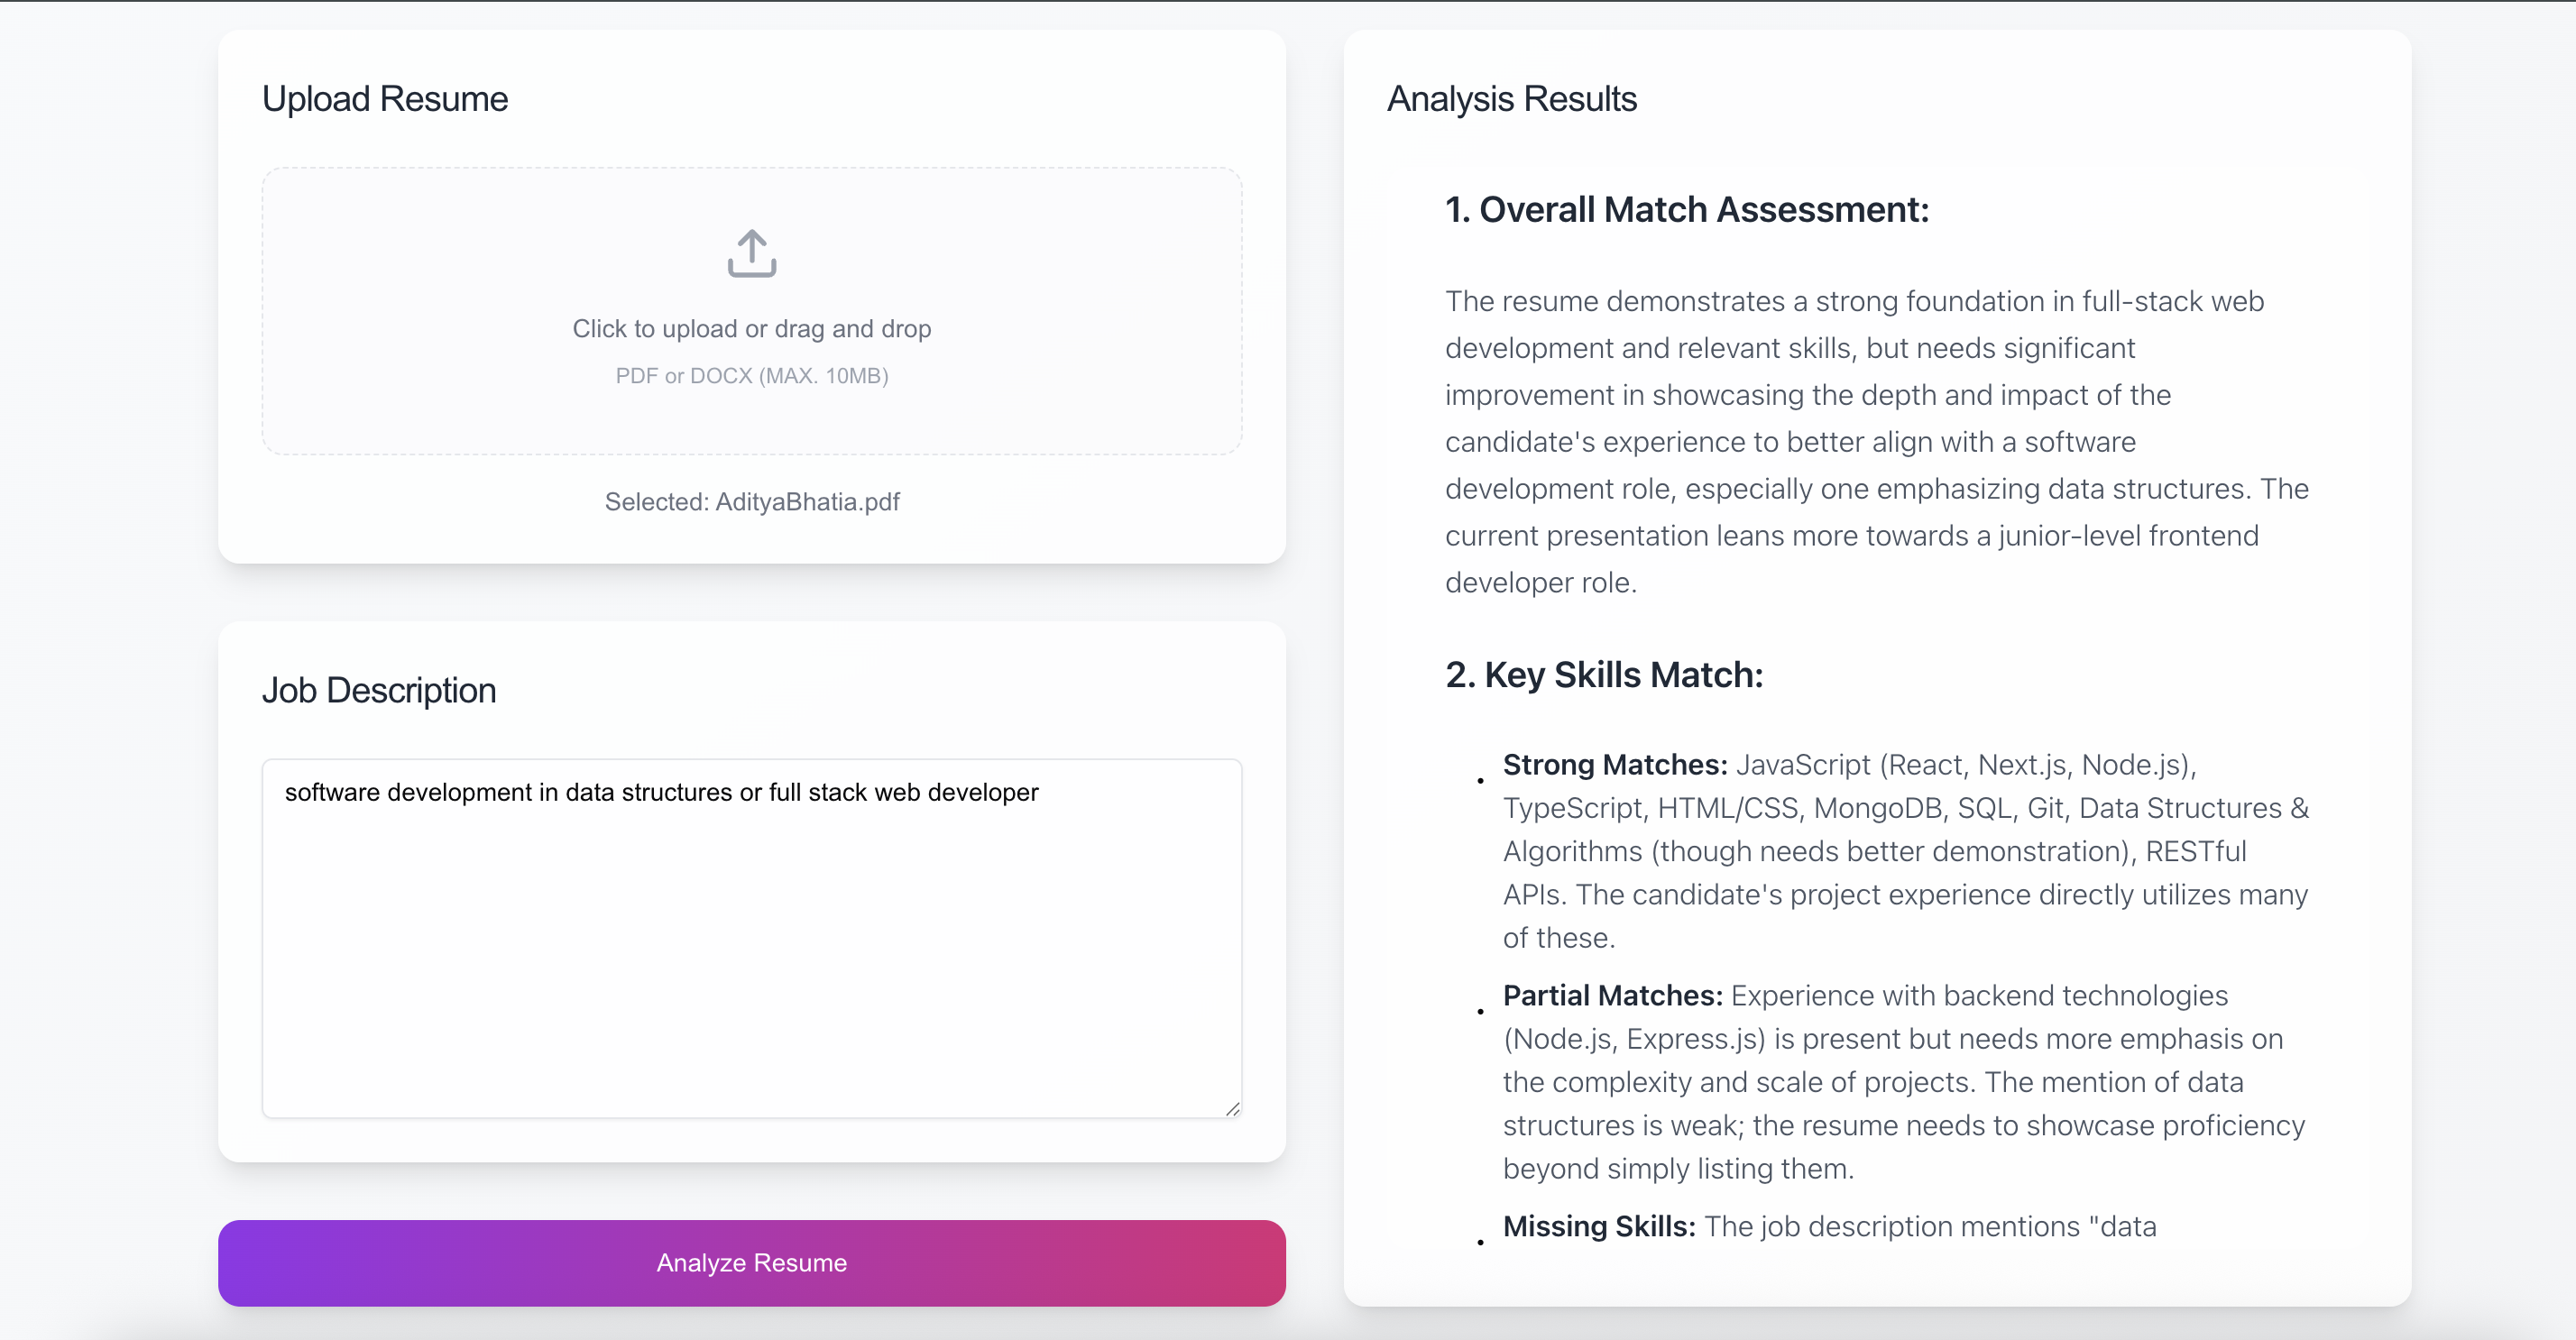 Upload Resume
Click to upload or drag and drop
PDF or DOCX (MAX. 10MB)
Selected: AdityaBhatia.pdf
Job Description
software development in data structures or full stack web developer
Analyze Resume
Analysis Results
1. Overall Match Assessment:
The resume demonstrates a strong foundation in full-stack web
development and relevant skills, but needs significant
improvement in showcasing the depth and impact of the
candidate's experience to better align with a software
development role, especially one emphasizing data structures. The
current presentation leans more towards a junior-level frontend
developer role.
2. Key Skills Match:
• Strong Matches: JavaScript (React, Next.js, Node.js),
TypeScript, HTML/CSS, MongoDB, SQL, Git, Data Structures &
Algorithms (though needs better demonstration), RESTful
APIs. The candidate's project experience directly utilizes many
of these.
• Partial Matches: Experience with backend technologies
(Node.js, Express.js) is present but needs more emphasis on
the complexity and scale of projects. The mention of data
structures is weak; the resume needs to showcase proficiency
beyond simply listing them.
• Missing Skills: The job description mentions "data